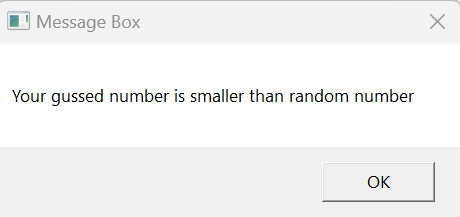 Message Box
Your gussed number is smaller than random number
OK